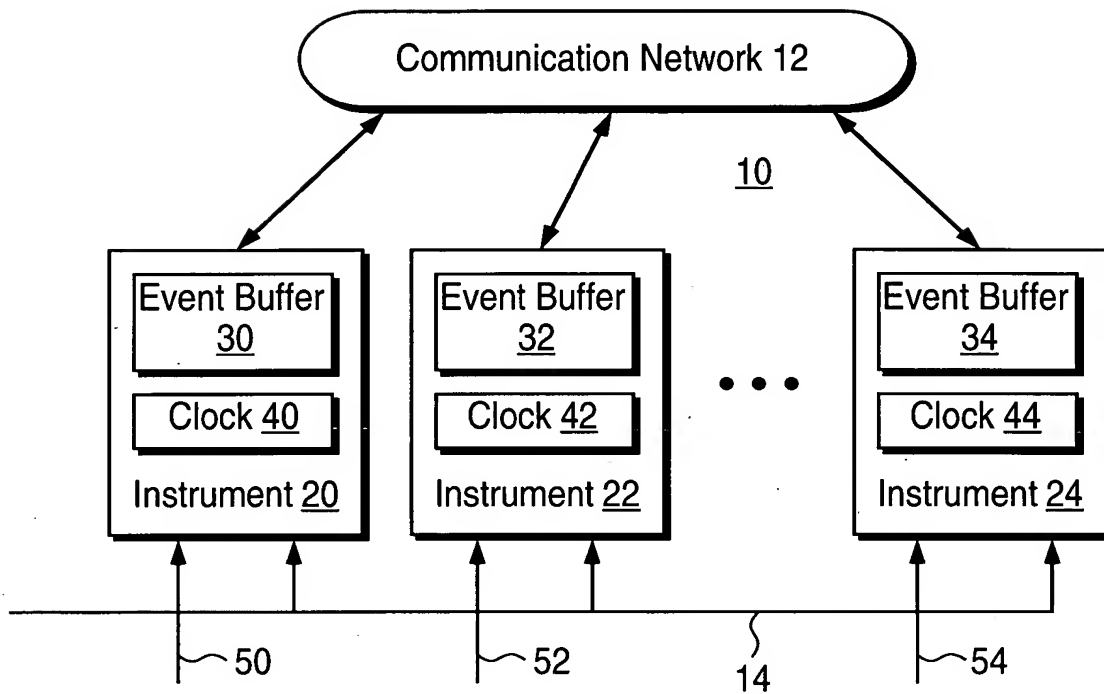 Communication Network 12
10
Event Buffer
30
Clock 40
Instrument 20
Event Buffer
32
Clock 42
Instrument 22
Event Buffer
34
Clock 44
Instrument 24
50
52
14
54